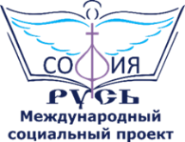 СОФИЯ
РУСЬ
Международный
социальный проект